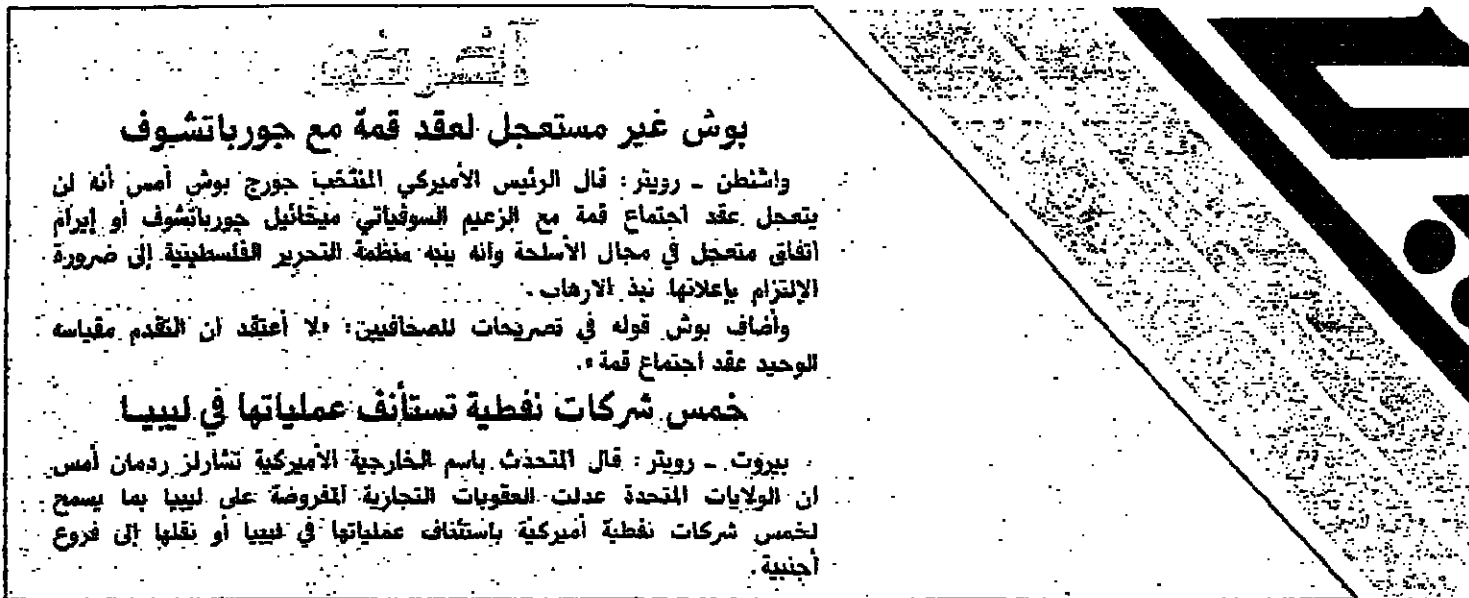 بوش غير مستعجل لعقد قمة مع جورباتشوف
واشنطن ـ رويتر : قال الرئيس الأميركي المنتخب جورج بوش أمس أنه لن
يتعجل عقد اجتماع قمة مع الزعيم السوفياتي ميخائيل جورباتشوف أو إبرام
اتفاق متعجل في مجال الأسلحة وانه ينبه منظمة التحرير الفلسطينية إلى ضرورة
الإلتزام بإعلانها نبذ الارهاب .
وأضاف بوش قوله في تصريحات للصحافيين : «لا أعتقد ان التقدم مقياسه
الوحيد عقد اجتماع قمة» .
خمس شركات نفطية تستأنف عملياتها في ليبيا
بيروت ـ رويتر : قال المتحدث باسم الخارجية الأميركية تشارلز ردمان أمس
ان الولايات المتحدة عدلت العقوبات التجارية المفروضة على ليبيا بما يسمح
لخمس شركات نفطية أميركية باستئناف عملياتها في ليبيا أو نقلها إلى فروع
أجنبية .